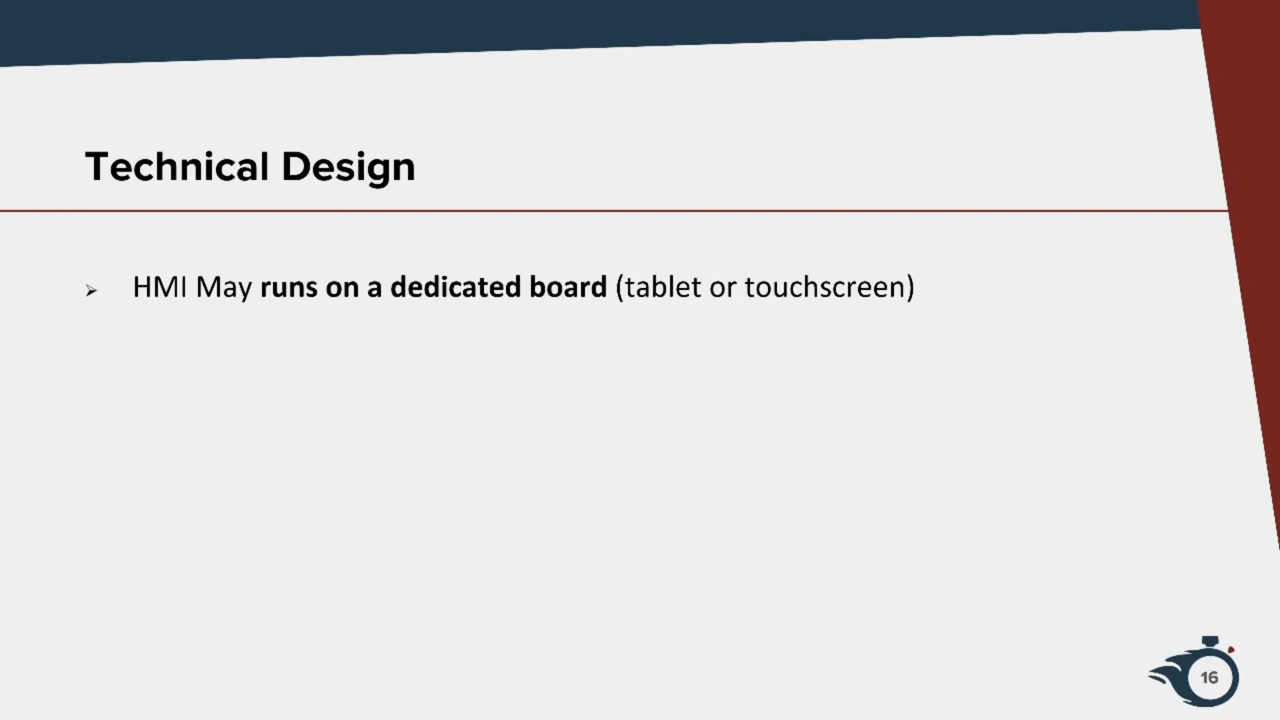 Technical Design
HMI May runs on a dedicated board (tablet or touchscreen)
16